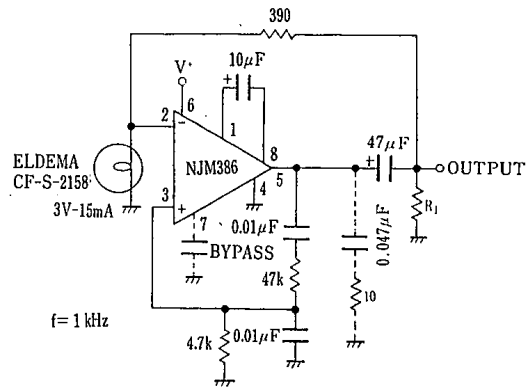 390
10μF
V⁺
6
2
−
1
47μF
8
ELDEMA
CF-S-2158
NJM386
5
OUTPUT
3V-15mA
3
+
4
7
0.01μF
R1
BYPASS
0.047μF
47k
10
f= 1 kHz
4.7k
0.01μF